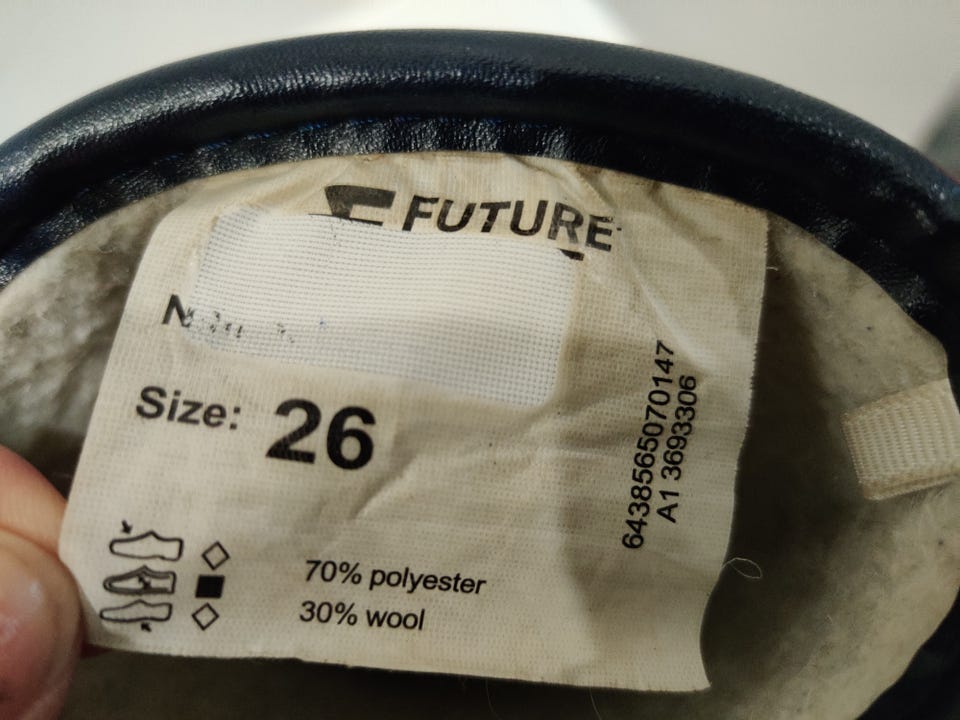 FUTURE
Size: 26
70% polyester
30% wool
6438565070147
A1 3693306